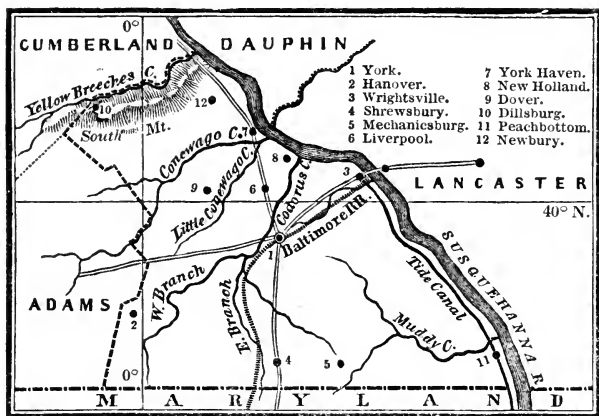 0°
CUMBERLAND DAUPHIN
Yellow Breeches C.
1 York.
2 Hanover.
3 Wrightsville.
4 Shrewsbury.
5 Mechanicsburg.
6 Liverpool.
7 York Haven.
8 New Holland.
9 Dover.
10 Dillsburg.
11 Peachbottom.
12 Newbury.
10
12
South Mt.
Conewago C.
7
8
Little Conewago C.
9
6
Codorus C.
3
LANCASTER
40° N.
Baltimore RR.
1
SUSQUEHANNA R.
Tide Canal
W. Branch
E. Branch
ADAMS
2
Muddy C.
4
5
11
0°
MARYLAND